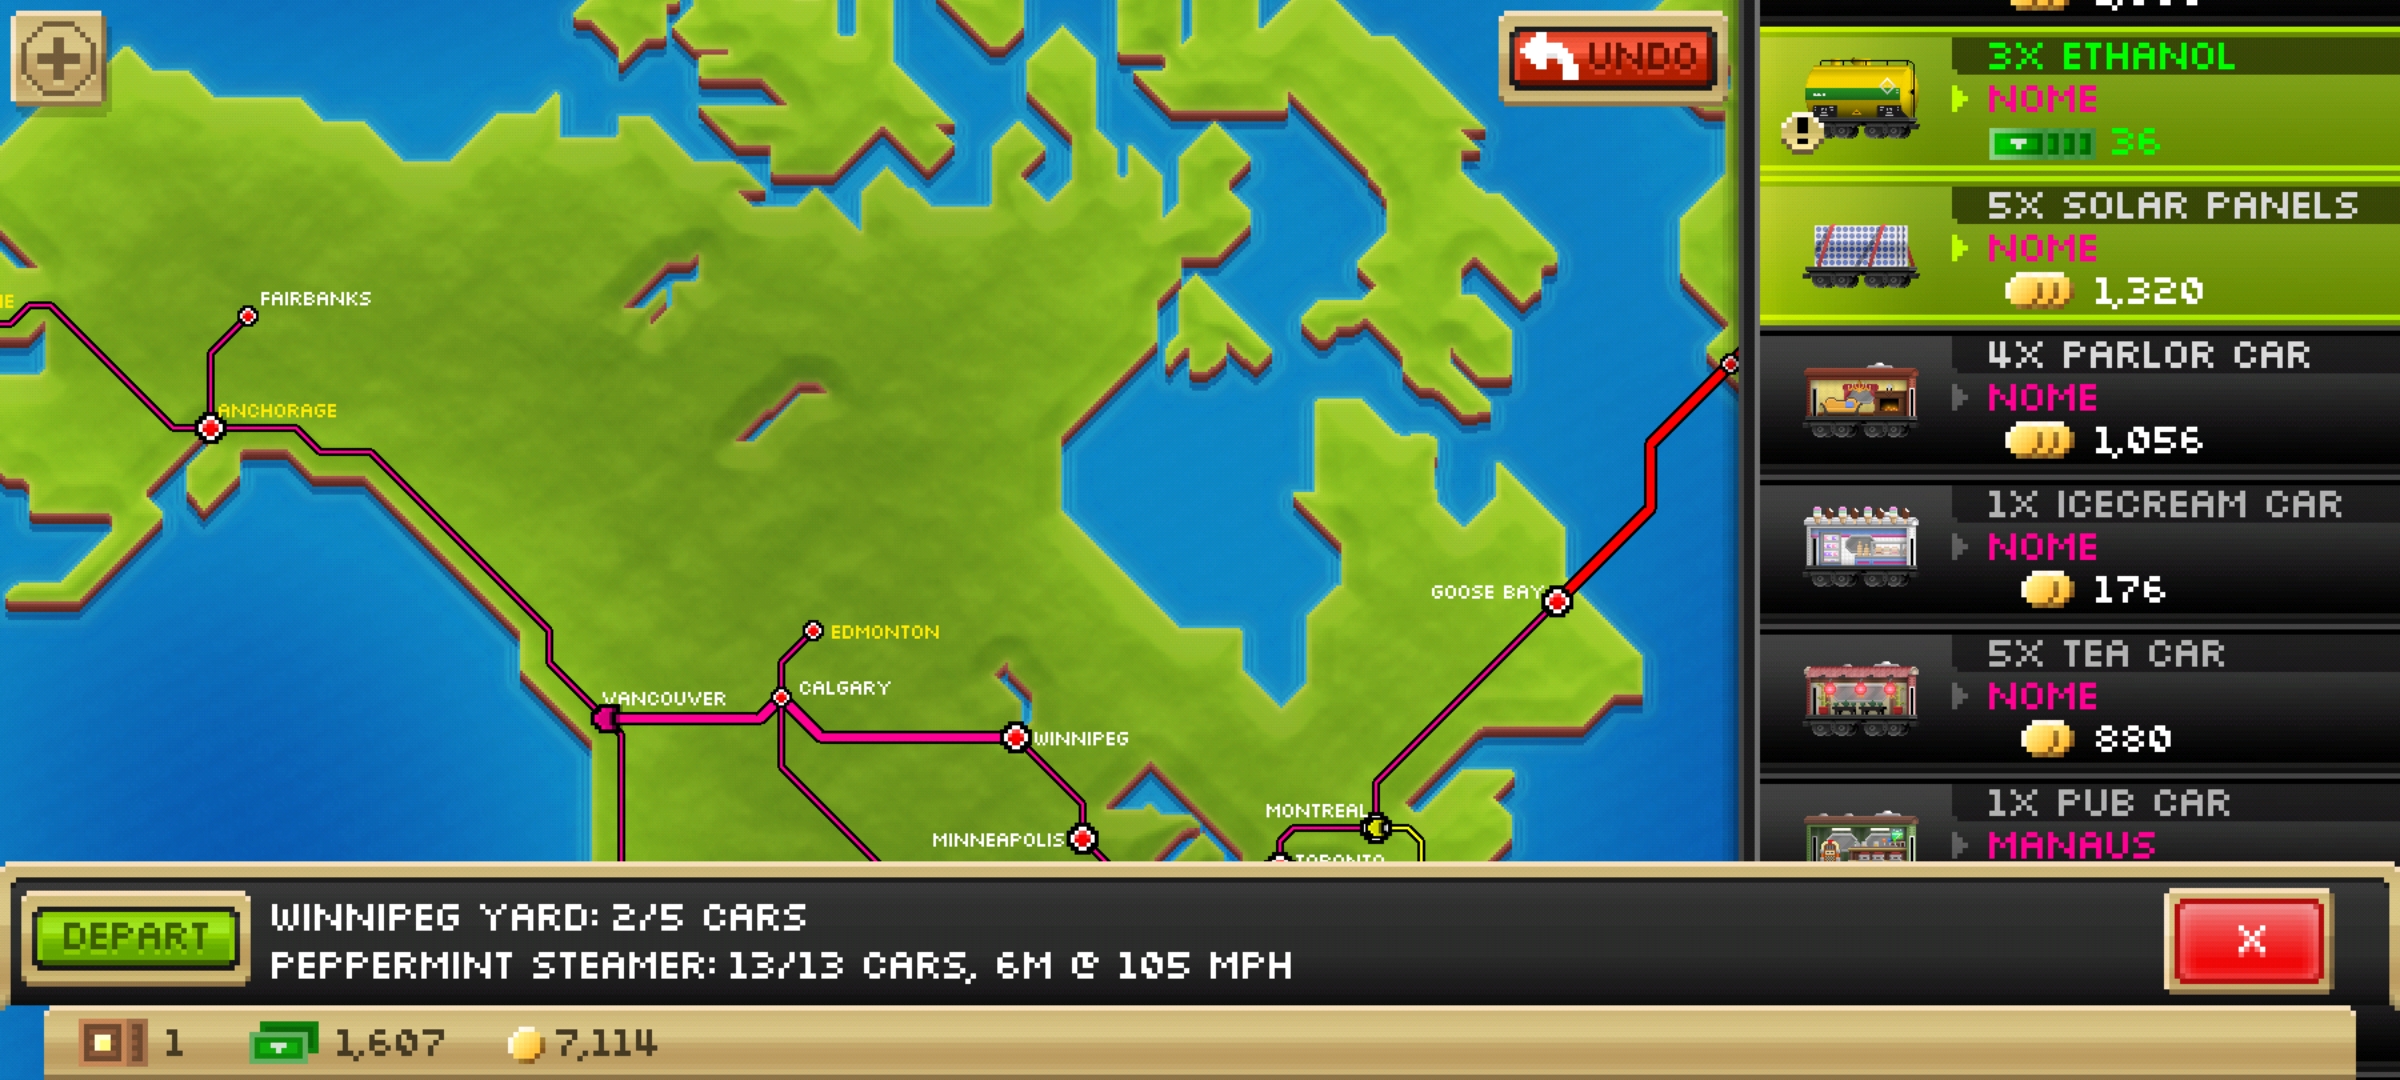 UNDO
3X ETHANOL
NOME
36
5X SOLAR PANELS
NOME
1,320
4X PARLOR CAR
NOME
1,056
1X ICECREAM CAR
NOME
176
5X TEA CAR
NOME
880
1X PUB CAR
MANAUS
FAIRBANKS
ANCHORAGE
GOOSE BAY
EDMONTON
CALGARY
VANCOUVER
WINNIPEG
MONTREAL
MINNEAPOLIS
TORONTO
DEPART
WINNIPEG YARD: 2/5 CARS
PEPPERMINT STEAMER: 13/13 CARS, 6M @ 105 MPH
X
1
1,607
7,114